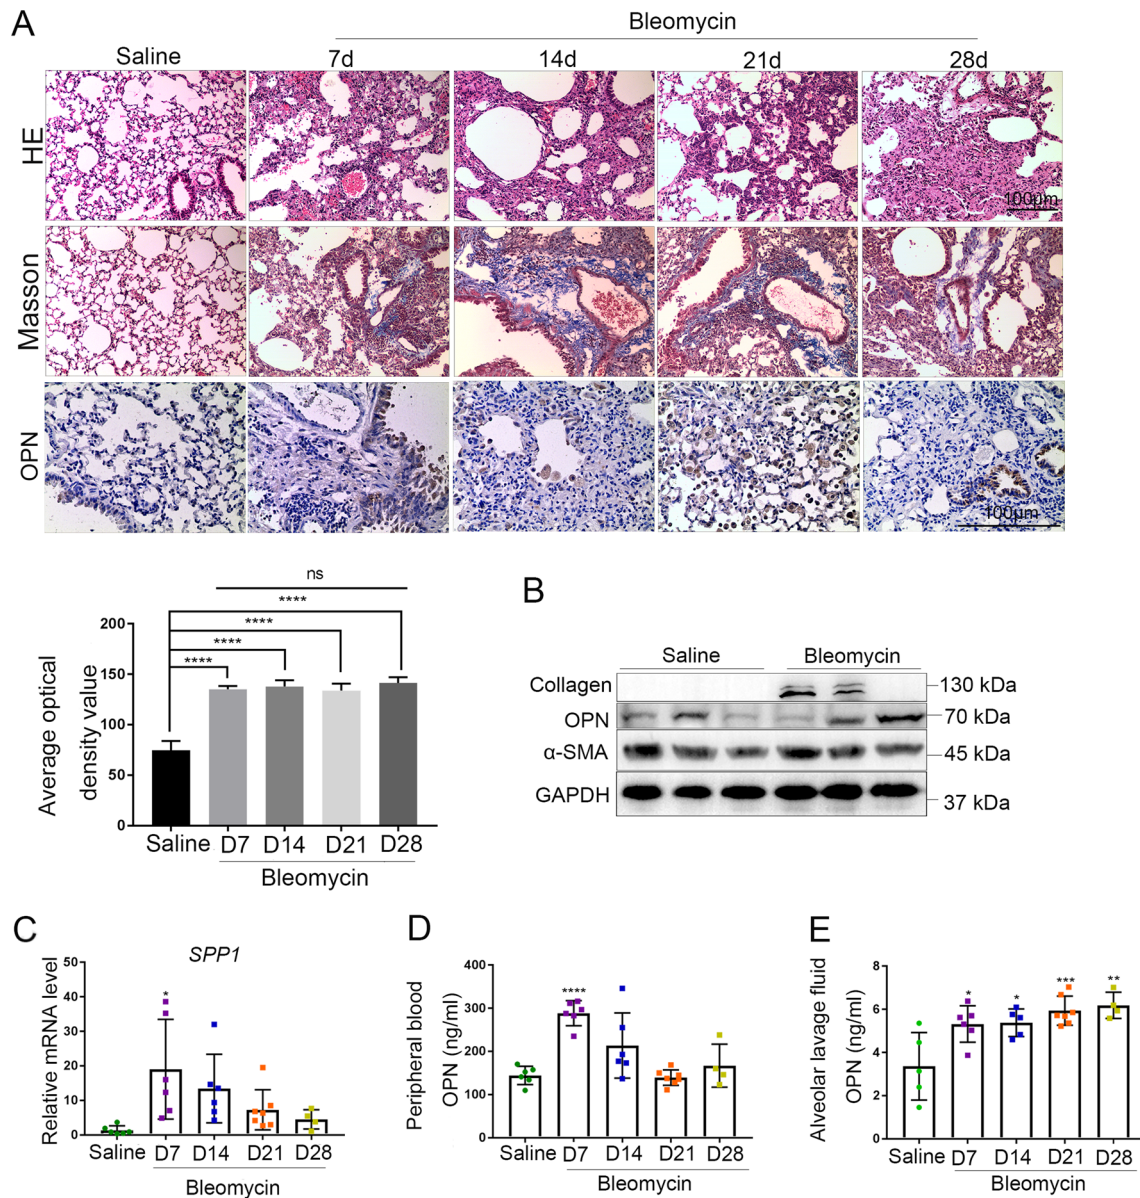 A
Bleomycin
Saline 7d 14d 21d 28d
HE
100μm
Masson
OPN
100μm
ns
****
****
****
****
200
150
100
50
0
Average optical
density value
Saline D7 D14 D21 D28
Bleomycin
B
Saline Bleomycin
Collagen 130 kDa
OPN 70 kDa
α-SMA 45 kDa
GAPDH 37 kDa
C
SPP1
Relative mRNA level
50
40
30
20
10
0
*
Saline D7 D14 D21 D28
Bleomycin
D
Peripheral blood
OPN (ng/ml)
400
300
200
100
0
****
Saline D7 D14 D21 D28
Bleomycin
E
Alveolar lavage fluid
OPN (ng/ml)
8
6
4
2
0
* * *** **
Saline D7 D14 D21 D28
Bleomycin